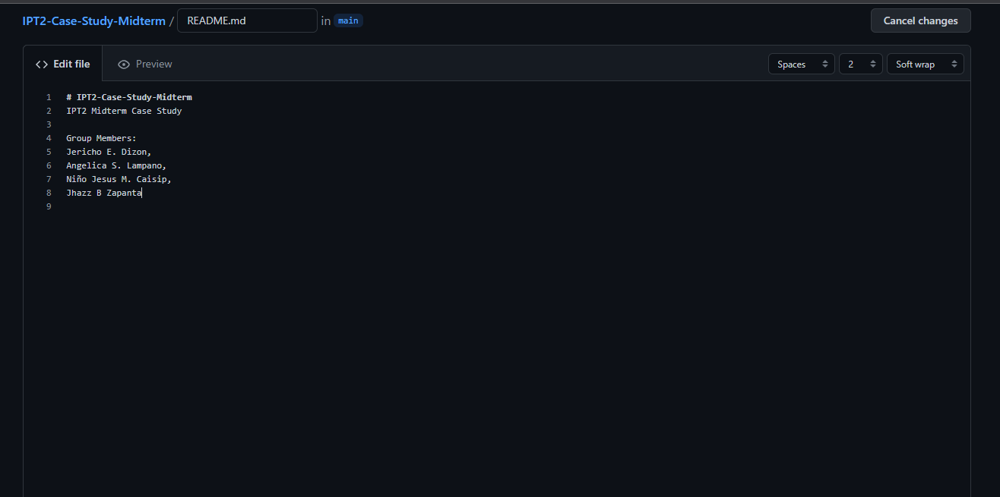 IPT2-Case-Study-Midterm / README.md in main Cancel changes
Edit file Preview Spaces 2 Soft wrap
1 # IPT2-Case-Study-Midterm
2 IPT2 Midterm Case Study
3
4 Group Members:
5 Jericho E. Dizon,
6 Angelica S. Lampano,
7 Niño Jesus M. Caisip,
8 Jhazz B Zapanta
9